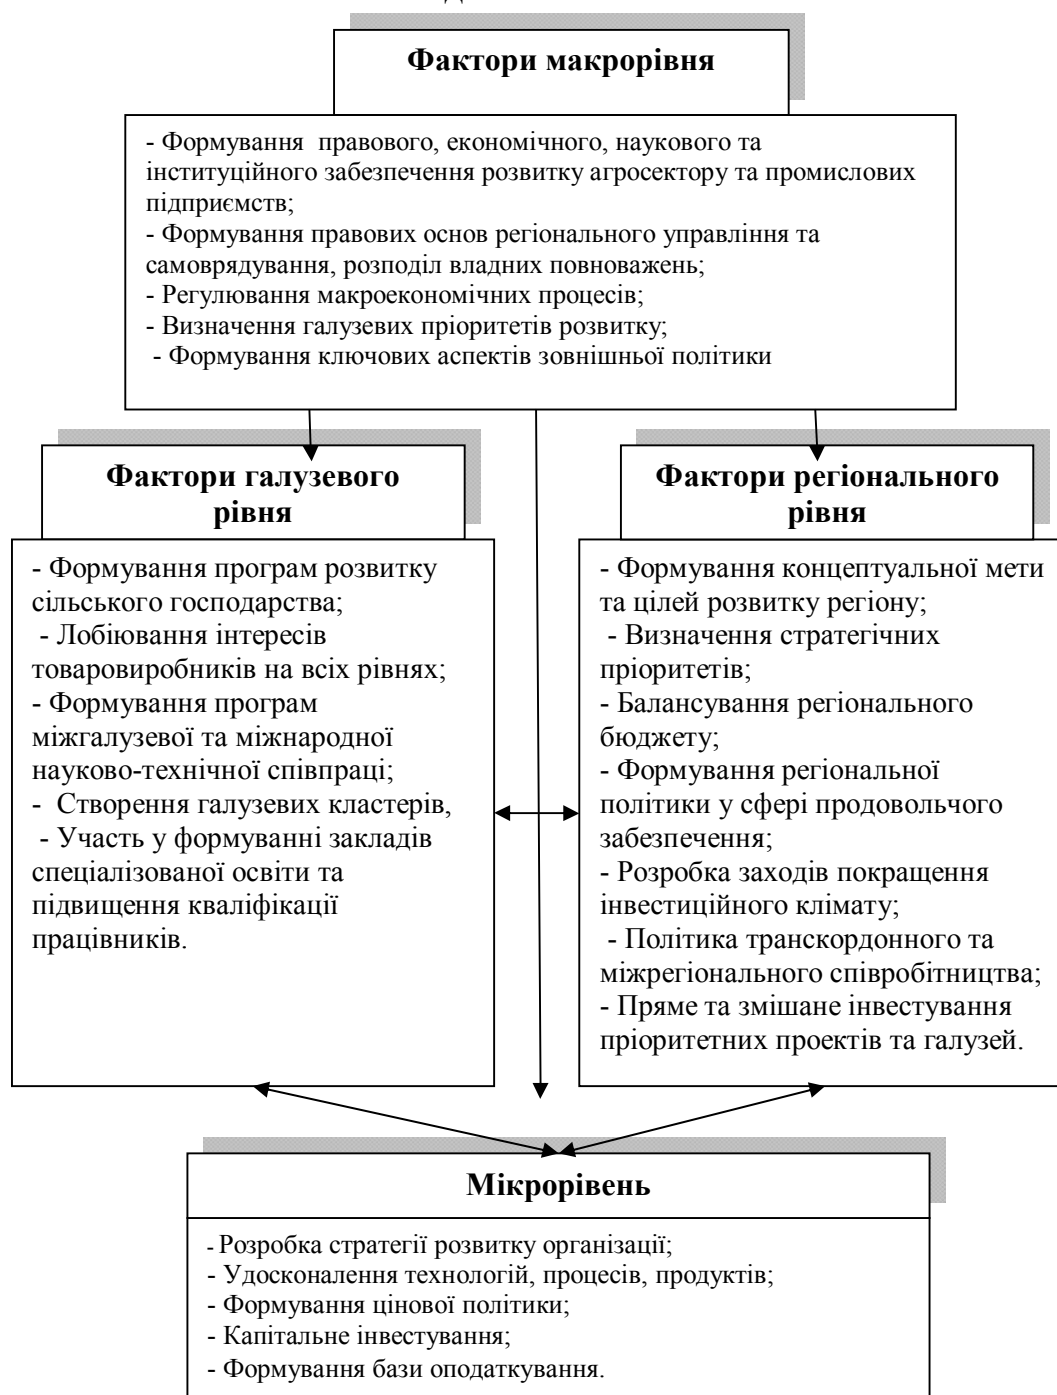 Фактори макрорівня
- Формування правового, економічного, наукового та
інституційного забезпечення розвитку агросектору та промислових
підприємств;
- Формування правових основ регіонального управління та
самоврядування, розподіл владних повноважень;
- Регулювання макроекономічних процесів;
- Визначення галузевих пріоритетів розвитку;
- Формування ключових аспектів зовнішньої політики
Фактори галузевого
рівня
- Формування програм розвитку
сільського господарства;
- Лобіювання інтересів
товаровиробників на всіх рівнях;
- Формування програм
міжгалузевої та міжнародної
науково-технічної співпраці;
- Створення галузевих кластерів,
- Участь у формуванні закладів
спеціалізованої освіти та
підвищення кваліфікації
працівників.
Фактори регіонального
рівня
- Формування концептуальної мети
та цілей розвитку регіону;
- Визначення стратегічних
пріоритетів;
- Балансування регіонального
бюджету;
- Формування регіональної
політики у сфері продовольчого
забезпечення;
- Розробка заходів покращення
інвестиційного клімату;
- Політика транскордонного та
міжрегіонального співробітництва;
- Пряме та змішане інвестування
пріоритетних проектів та галузей.
Мікрорівень
- Розробка стратегії розвитку організації;
- Удосконалення технологій, процесів, продуктів;
- Формування цінової політики;
- Капітальне інвестування;
- Формування бази оподаткування.